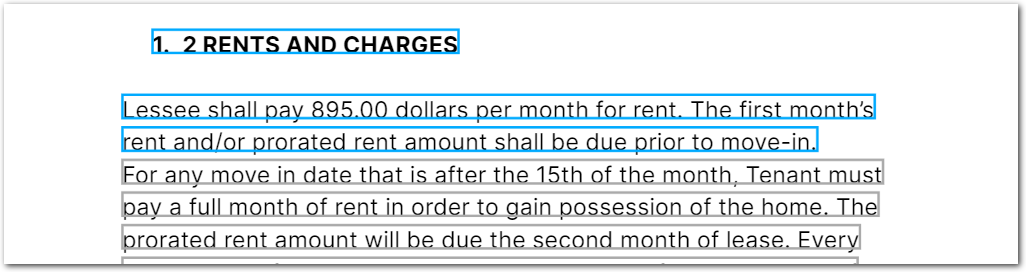 1. 2 RENTS AND CHARGES
Lessee shall pay 895.00 dollars per month for rent. The first month’s
rent and/or prorated rent amount shall be due prior to move-in.
For any move in date that is after the 15th of the month, Tenant must
pay a full month of rent in order to gain possession of the home. The
prorated rent amount will be due the second month of lease. Every